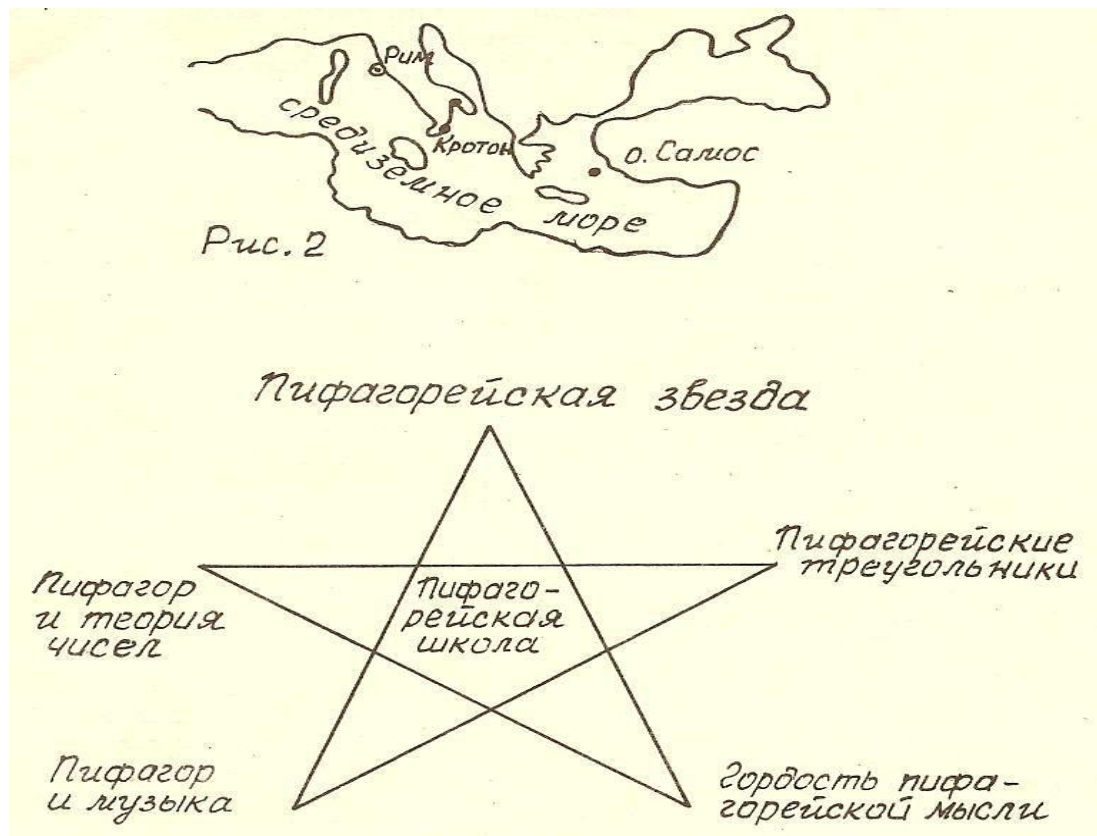 Рим
средиземное
Кротон
о. Самос
море
Рис. 2
Пифагорейская звезда
Пифагорейские
треугольники
Пифагор
и теория
чисел
Пифаго-
рейская
школа
Пифагор
и музыка
Гордость пифа-
горейской мысли